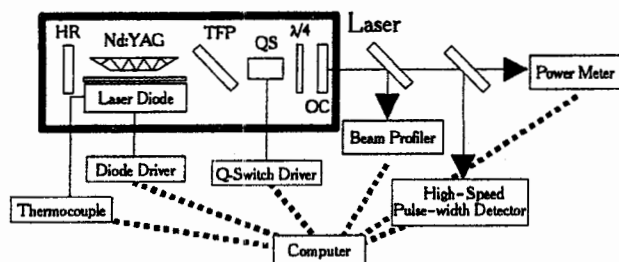 HR
Nd:YAG
TFP
QS
λ/4
Laser
Laser Diode
OC
Power Meter
Beam Profiler
Diode Driver
Q-Switch Driver
High-Speed
Pulse-width Detector
Thermocouple
Computer